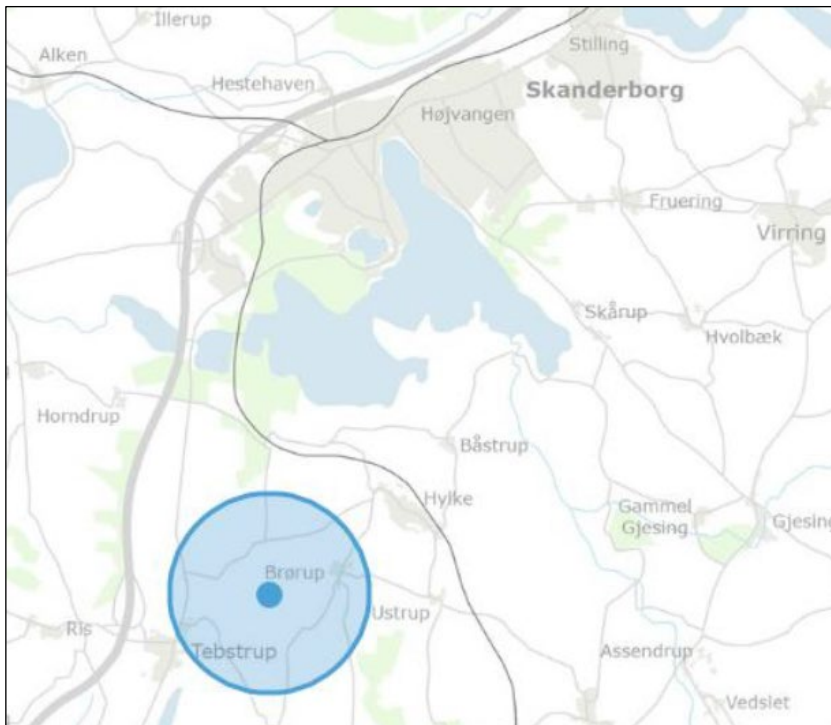 Illerup
Stilling
Alken
Hestehaven
Skanderborg
Højvangen
Fruering
Virring
Skårup
Hvolbæk
Horndrup
Båstrup
Hylke
Gammel
Gjesing
Gjesing
Brørup
Ustrup
Ris
Tebstrup
Assendrup
Vedslet